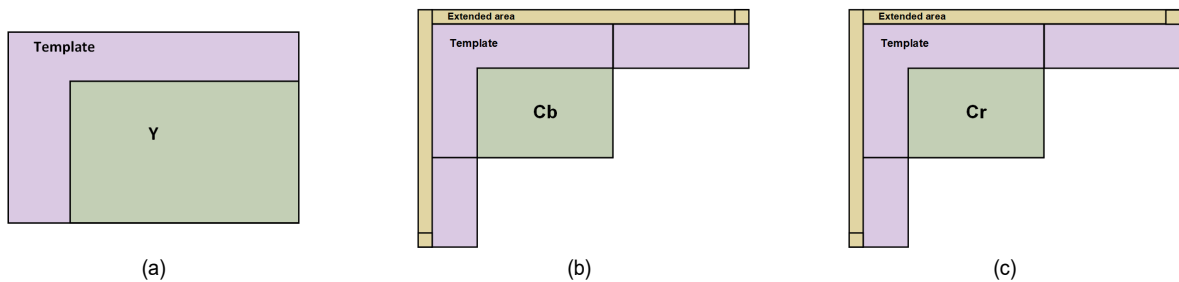 Template
Y
(a)
Extended area
Template
Cb
(b)
Extended area
Template
Cr
(c)